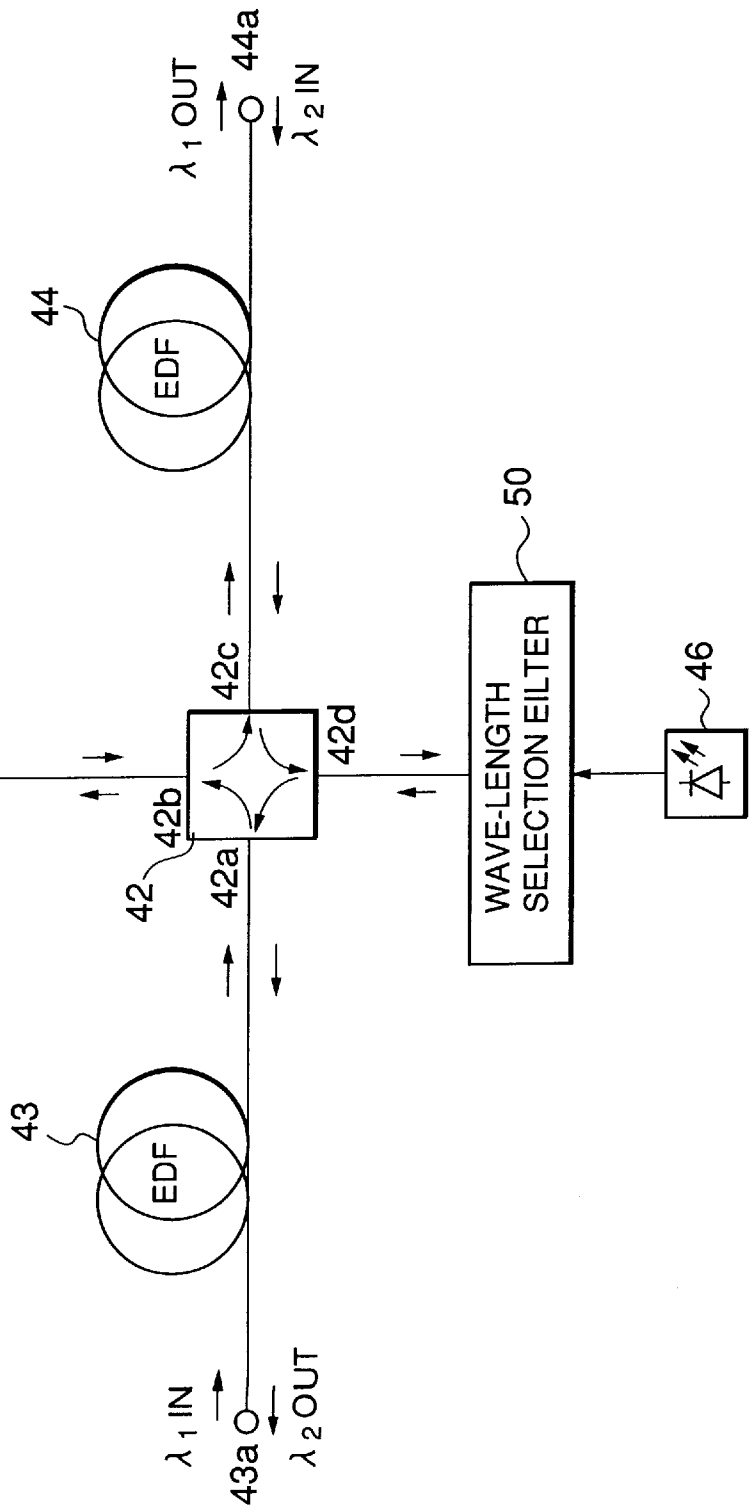 λ1 IN
43a
λ2 OUT
43
EDF
42
42a
42b
42c
42d
44
EDF
λ1 OUT
44a
λ2 IN
WAVE-LENGTH
SELECTION EILTER
50
46